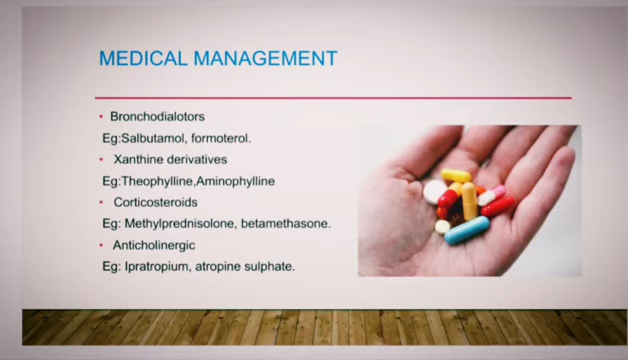 MEDICAL MANAGEMENT
• Bronchodialotors
Eg:Salbutamol, formoterol.
• Xanthine derivatives
Eg:Theophylline,Aminophylline
• Corticosteroids
Eg: Methylprednisolone, betamethasone.
• Anticholinergic
Eg: Ipratropium, atropine sulphate.